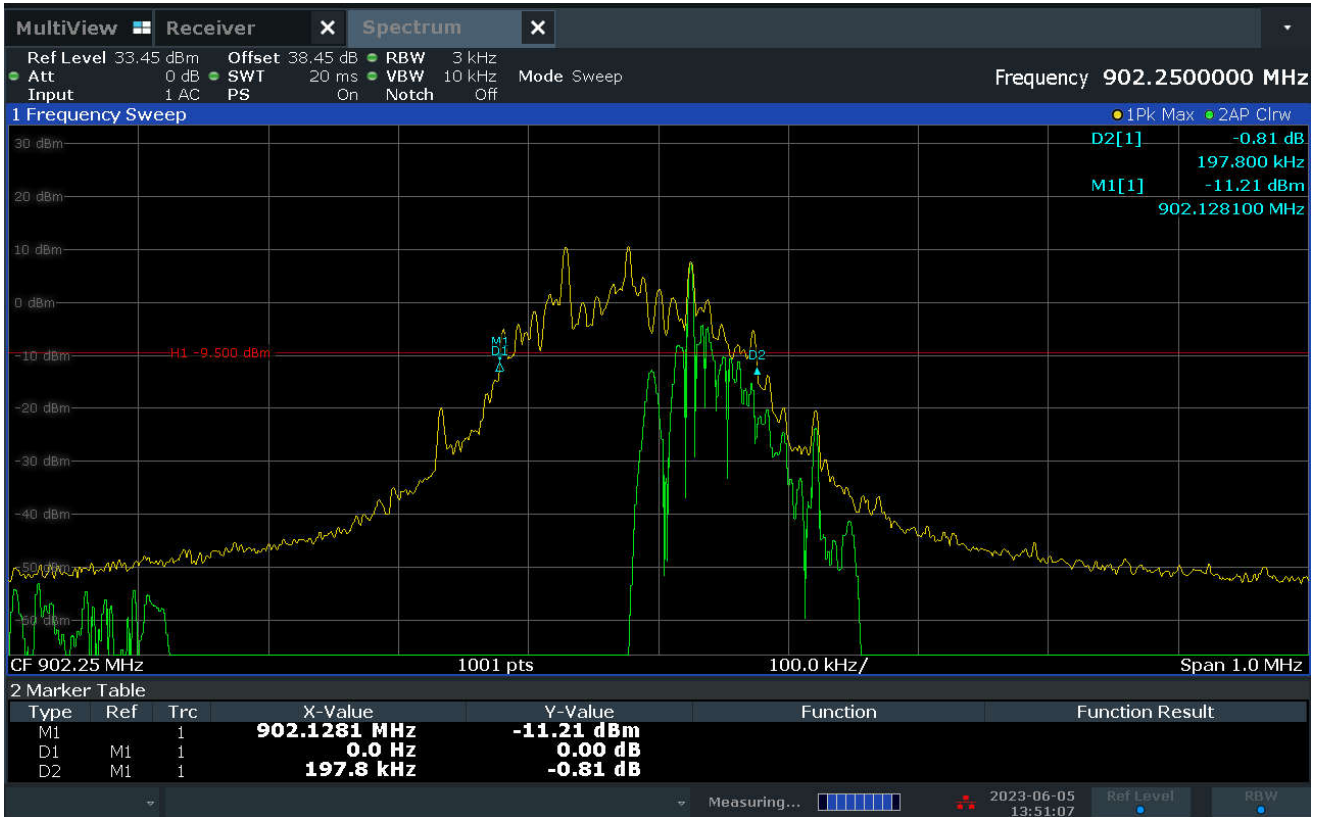 MultiView Receiver X Spectrum X
Ref Level 33.45 dBm Offset 38.45 dB RBW 3 kHz
Att 0 dB SWT 20 ms VBW 10 kHz Mode Sweep Frequency 902.2500000 MHz
Input 1 AC PS On Notch Off
1 Frequency Sweep 1Pk Max 2AP Clrw
D2[1] -0.81 dB
197.800 kHz
M1[1] -11.21 dBm
902.128100 MHz
30 dBm
20 dBm
10 dBm
0 dBm
M1
D1
D2
-10 dBm H1 -9.500 dBm
-20 dBm
-30 dBm
-40 dBm
-50 dBm
-60 dBm
CF 902.25 MHz 1001 pts 100.0 kHz/ Span 1.0 MHz
2 Marker Table
Type Ref Trc X-Value Y-Value Function Function Result
M1 1 902.1281 MHz -11.21 dBm
D1 M1 1 0.0 Hz 0.00 dB
D2 M1 1 197.8 kHz -0.81 dB
Measuring... 2023-06-05 Ref Level RBW
13:51:07